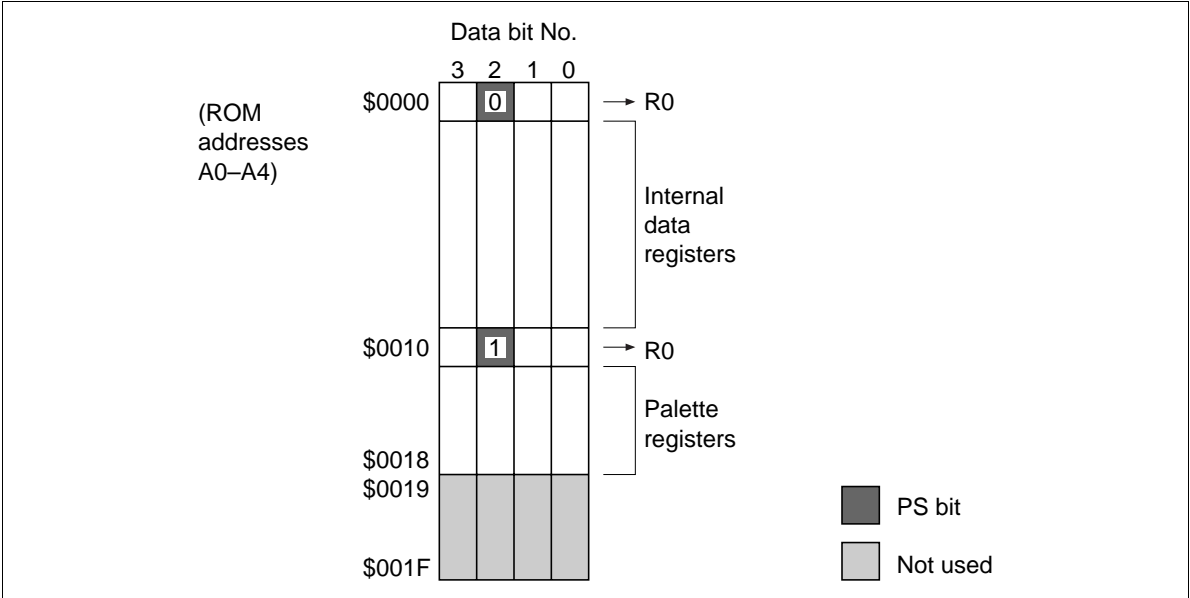 Data bit No.
3 2 1 0
(ROM
addresses
A0–A4)
$0000 0 R0
Internal
data
registers
$0010 1 R0
Palette
registers
$0018
$0019
$001F
PS bit
Not used